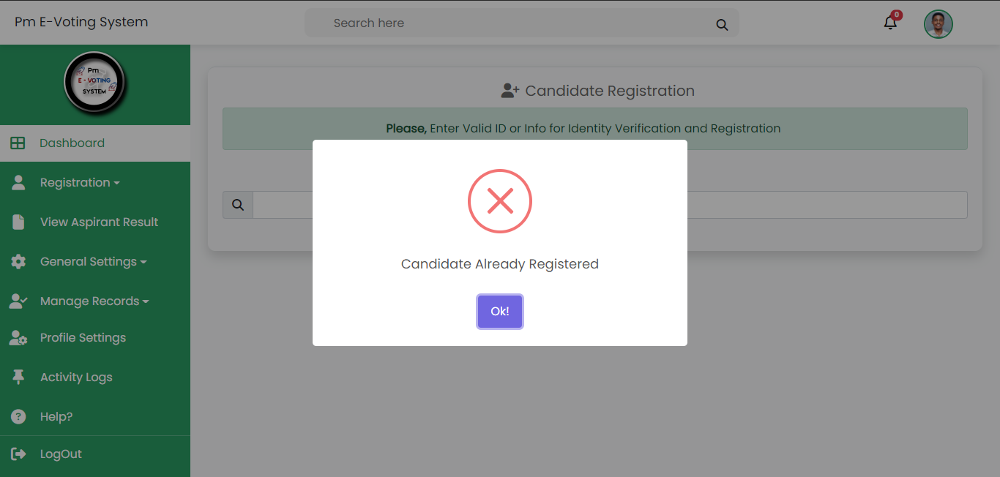 Pm E-Voting System
Search here
0
Pm
E - VOTING
SYSTEM
Dashboard
Registration
View Aspirant Result
General Settings
Manage Records
Profile Settings
Activity Logs
Help?
LogOut
Candidate Registration
Please, Enter Valid ID or Info for Identity Verification and Registration
Candidate Already Registered
Ok!